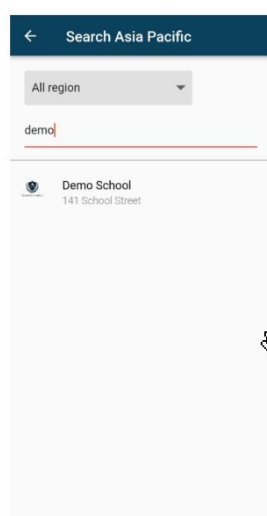 Search Asia Pacific
All region
demo
Demo School
141 School Street